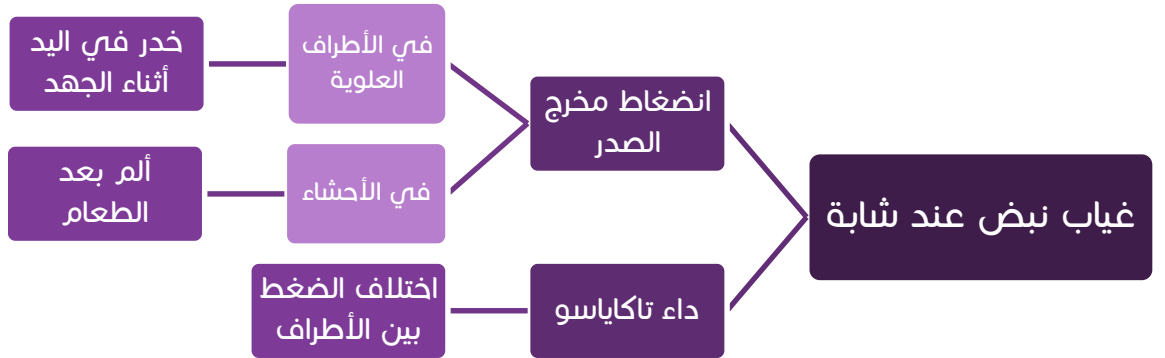 غياب نبض عند شابة
انضغاط مخرج
الصدر
في الأطراف
العلوية
خدر في اليد
أثناء الجهد
في الأحشاء
ألم بعد
الطعام
داء تاكاياسو
اختلاف الضغط
بين الأطراف